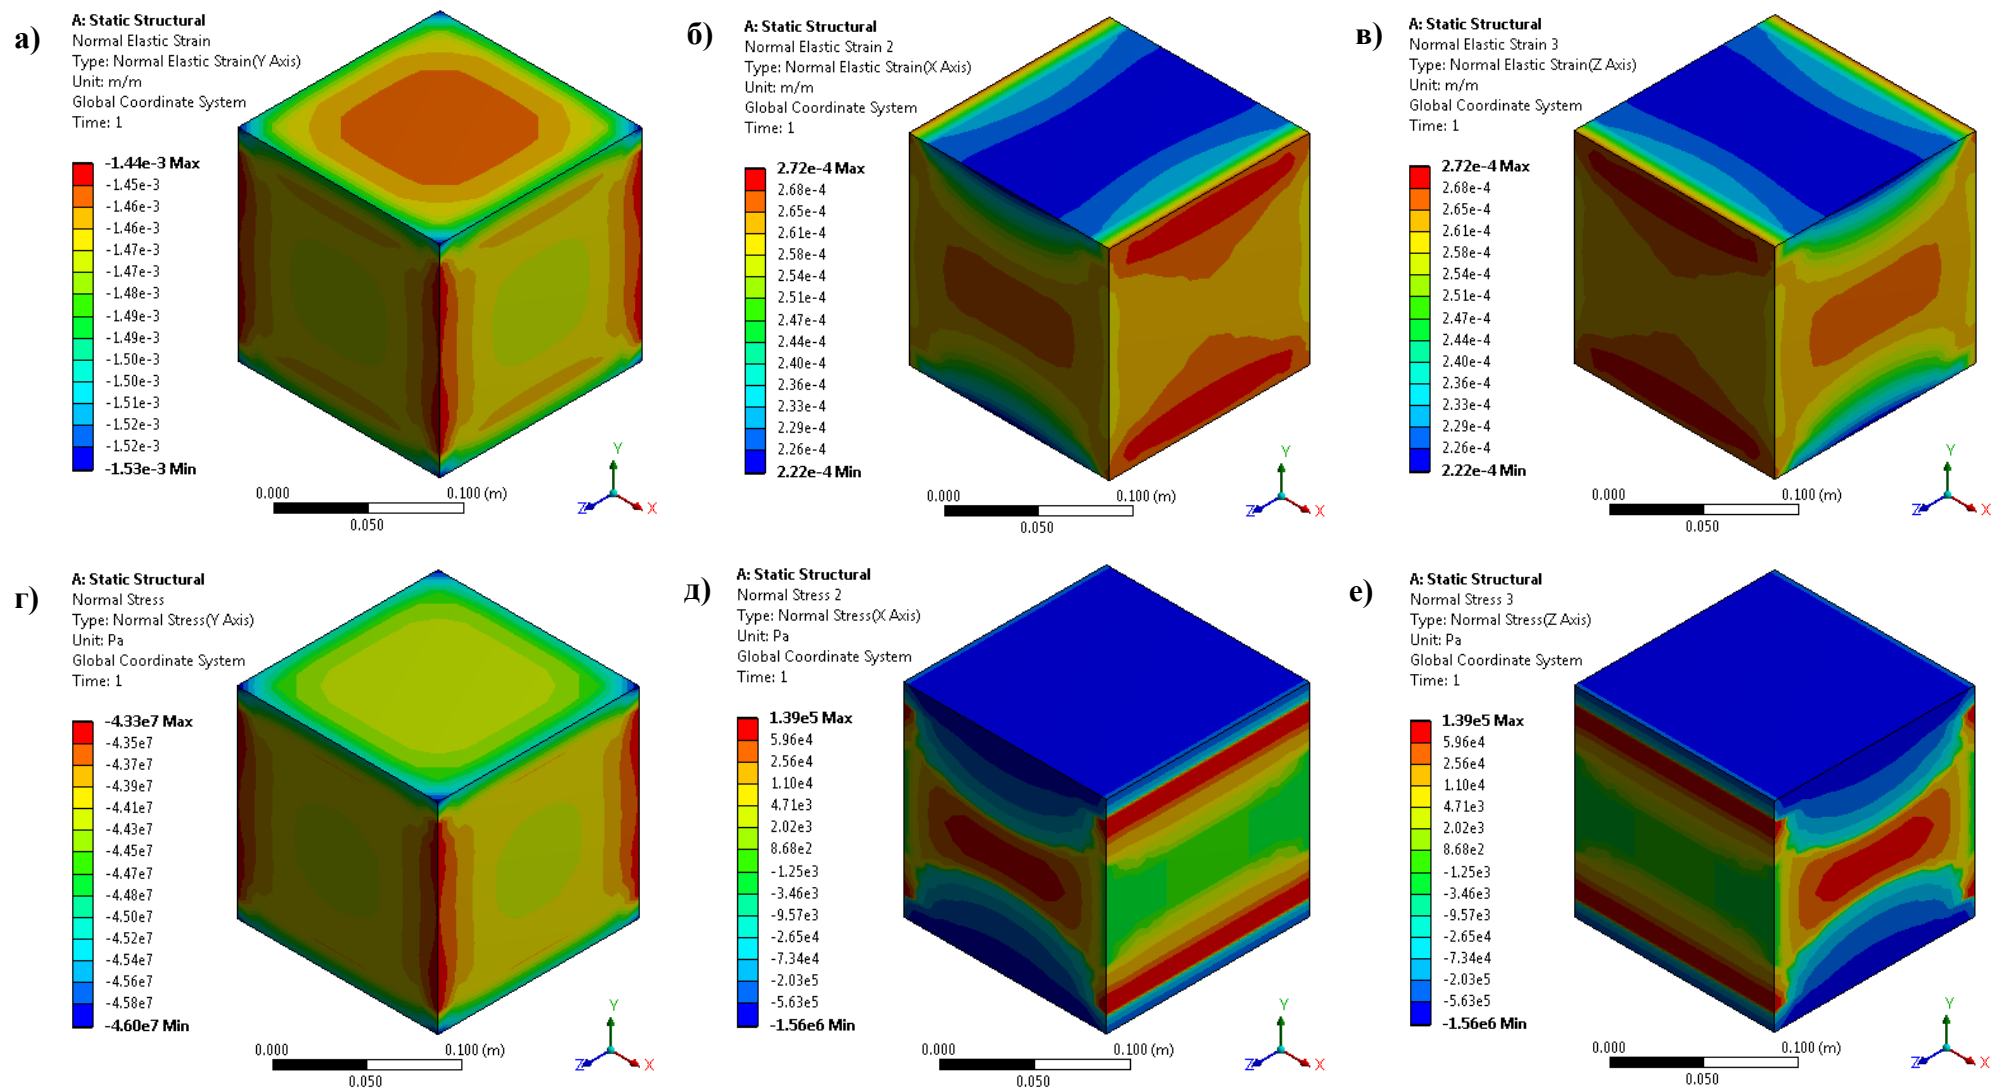 а)
A: Static Structural
Normal Elastic Strain
Type: Normal Elastic Strain(Y Axis)
Unit: m/m
Global Coordinate System
Time: 1
-1.44e-3 Max
-1.45e-3
-1.46e-3
-1.46e-3
-1.47e-3
-1.48e-3
-1.49e-3
-1.49e-3
-1.50e-3
-1.50e-3
-1.51e-3
-1.52e-3
-1.52e-3
-1.53e-3 Min
0.000
0.100 (m)
0.050
Y
Z
X
б)
A: Static Structural
Normal Elastic Strain 2
Type: Normal Elastic Strain(X Axis)
Unit: m/m
Global Coordinate System
Time: 1
2.72e-4 Max
2.68e-4
2.65e-4
2.61e-4
2.58e-4
2.54e-4
2.51e-4
2.47e-4
2.44e-4
2.40e-4
2.36e-4
2.33e-4
2.29e-4
2.26e-4
2.22e-4 Min
0.000
0.100 (m)
0.050
Y
Z
X
в)
A: Static Structural
Normal Elastic Strain 3
Type: Normal Elastic Strain(Z Axis)
Unit: m/m
Global Coordinate System
Time: 1
2.72e-4 Max
2.68e-4
2.65e-4
2.61e-4
2.58e-4
2.54e-4
2.51e-4
2.47e-4
2.44e-4
2.40e-4
2.36e-4
2.33e-4
2.29e-4
2.26e-4
2.22e-4 Min
0.000
0.100 (m)
0.050
Y
Z
X
г)
A: Static Structural
Normal Stress
Type: Normal Stress(Y Axis)
Unit: Pa
Global Coordinate System
Time: 1
-4.33e7 Max
-4.35e7
-4.37e7
-4.39e7
-4.41e7
-4.43e7
-4.45e7
-4.47e7
-4.48e7
-4.50e7
-4.52e7
-4.54e7
-4.56e7
-4.58e7
-4.60e7 Min
0.000
0.100 (m)
0.050
Y
Z
X
д)
A: Static Structural
Normal Stress 2
Type: Normal Stress(X Axis)
Unit: Pa
Global Coordinate System
Time: 1
1.39e5 Max
5.96e4
2.56e4
1.10e4
4.71e3
2.02e3
8.68e2
-1.25e3
-3.46e3
-9.57e3
-2.65e4
-7.34e4
-2.03e5
-5.63e5
-1.56e6 Min
0.000
0.100 (m)
0.050
Y
Z
X
е)
A: Static Structural
Normal Stress 3
Type: Normal Stress(Z Axis)
Unit: Pa
Global Coordinate System
Time: 1
1.39e5 Max
5.96e4
2.56e4
1.10e4
4.71e3
2.02e3
8.68e2
-1.25e3
-3.46e3
-9.57e3
-2.65e4
-7.34e4
-2.03e5
-5.63e5
-1.56e6 Min
0.000
0.100 (m)
0.050
Y
Z
X